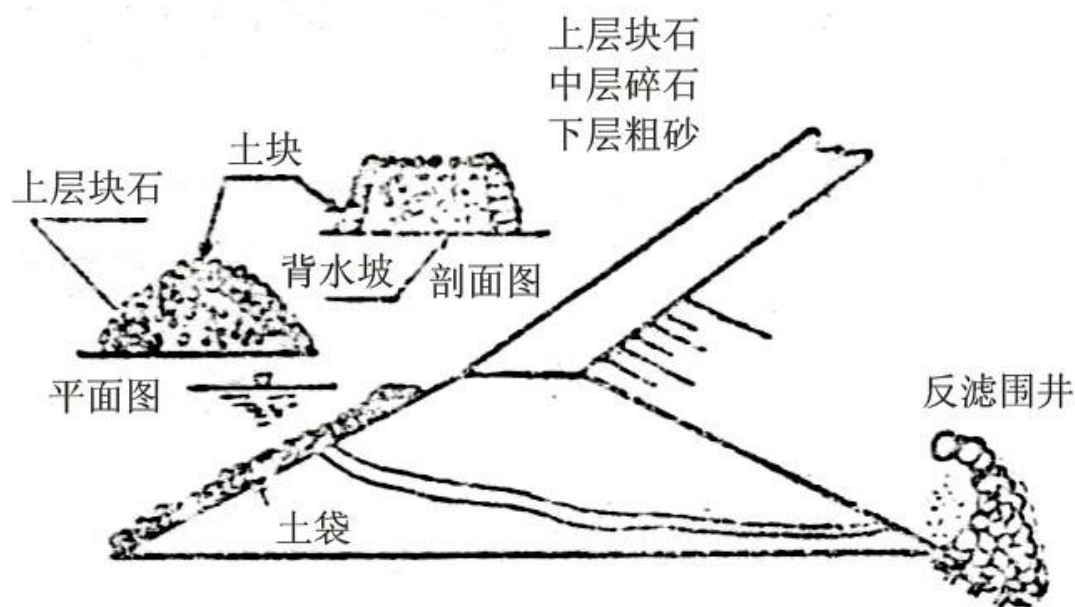 上层块石
中层碎石
下层粗砂
土块
上层块石
背水坡
剖面图
平面图
反滤围井
土袋